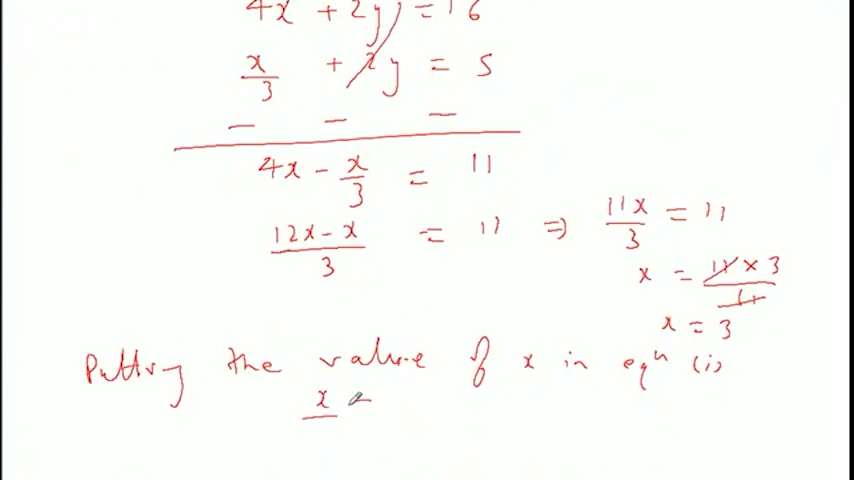 4x + 2y = 16
x/3 + 2y = 5
— — —
4x - x/3 = 11
12x - x/3 = 11 => 11x/3 = 11
x = 11 x 3/11
x = 3
Putting the value of x in eqn (i)
x